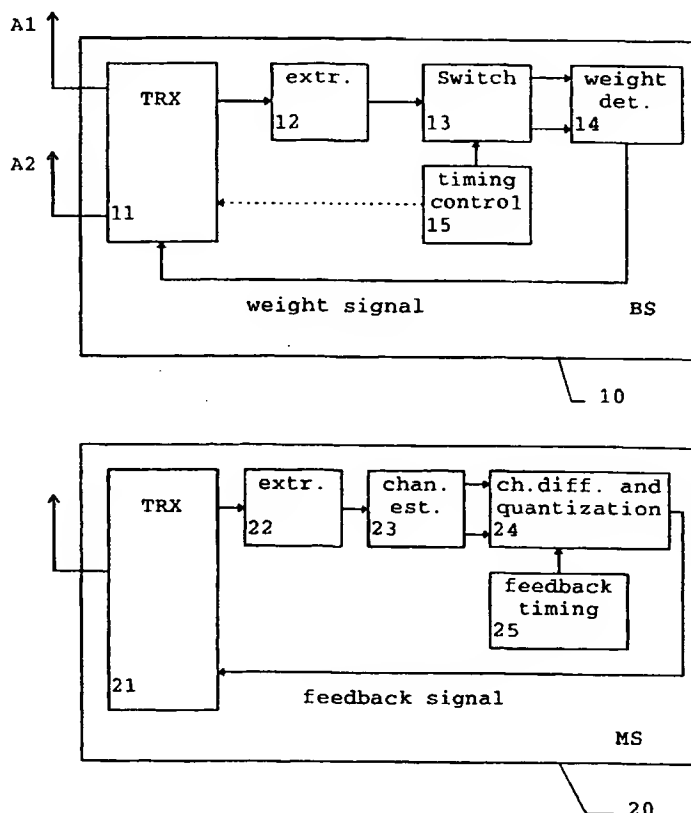 A1
TRX
extr.
12
Switch
13
weight
det.
14
A2
11
timing
control
15
weight signal
BS
10
TRX
extr.
22
chan.
est.
23
ch.diff. and
quantization
24
feedback
timing
25
21
feedback signal
MS
20